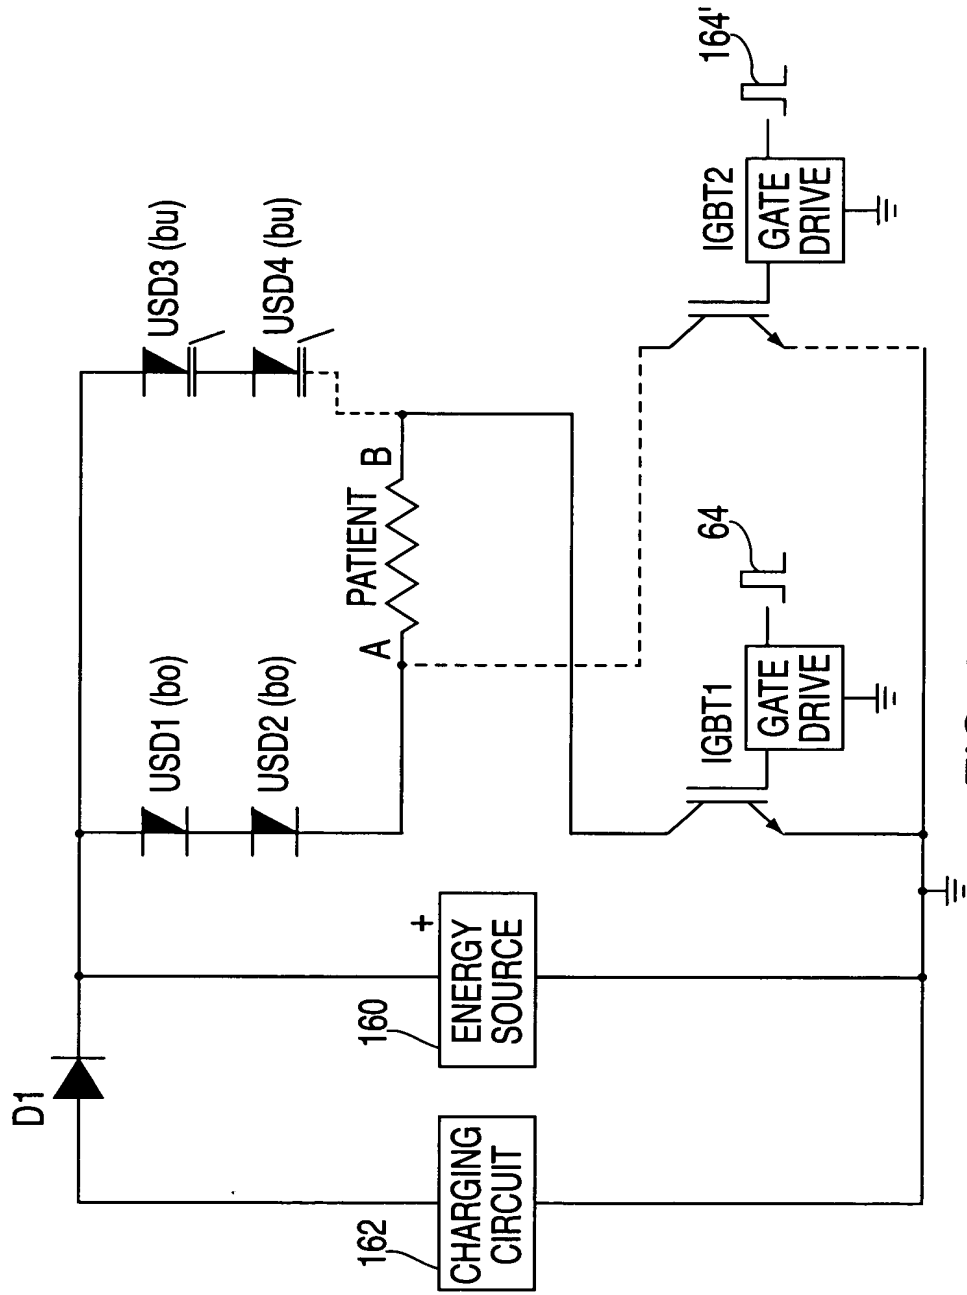 D1
162
CHARGING
CIRCUIT
160
+
ENERGY
SOURCE
USD1 (bo)
USD2 (bo)
USD3 (bu)
USD4 (bu)
PATIENT
A
B
IGBT1
GATE
DRIVE
64
IGBT2
GATE
DRIVE
164'